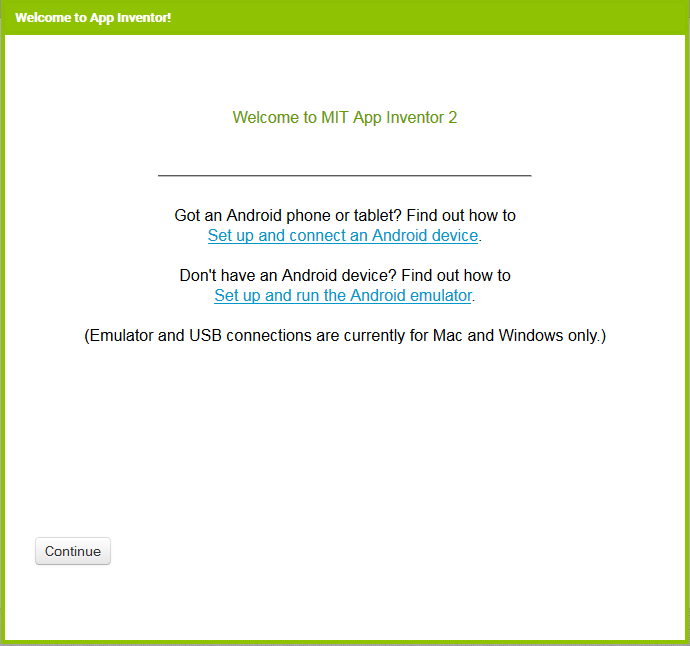 Welcome to App Inventor!
Welcome to MIT App Inventor 2
Got an Android phone or tablet? Find out how to
Set up and connect an Android device.
Don't have an Android device? Find out how to
Set up and run the Android emulator.
(Emulator and USB connections are currently for Mac and Windows only.)
Continue